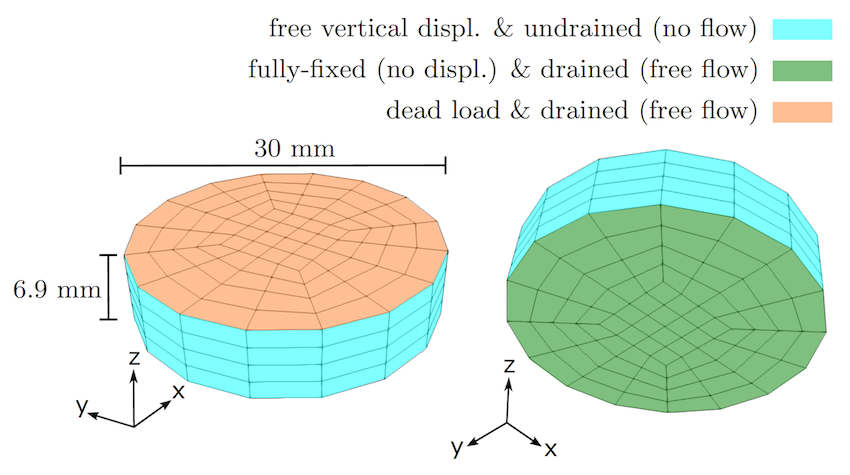 free vertical displ. & undrained (no flow)
fully-fixed (no displ.) & drained (free flow)
dead load & drained (free flow)
30 mm
6.9 mm
z
x
y
z
y
x